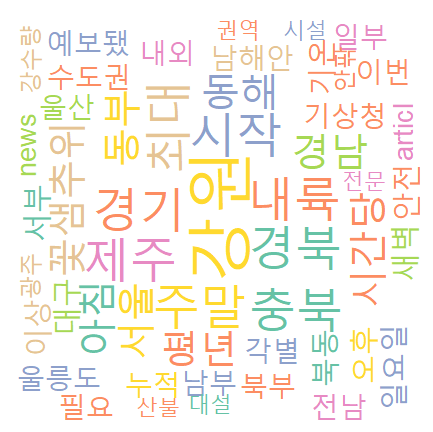 권역
시설
예보됐
내외
남해안
기온
일부
강수량
수도권
안팎
이번
울산
동부
최대
동해
기상청
articl
news
꽃샘추위
시작
경남
서부
강원
내륙
전문
안전
경기
시간당
광주
제주
경북
새벽
이상
대구
아침
서울
주말
충북
평년
각별
북동
오후
일요일
울릉도
누적
남부
북부
필요
산불
대설
전남